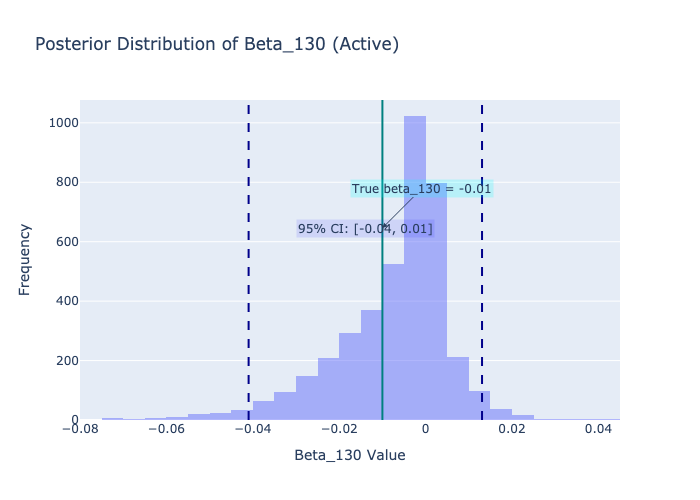 Posterior Distribution of Beta_130 (Active)
1000
800
600
400
200
0
Frequency
True beta_130 = -0.01
95% CI: [-0.04, 0.01]
−0.08
−0.06
−0.04
−0.02
0
0.02
0.04
Beta_130 Value